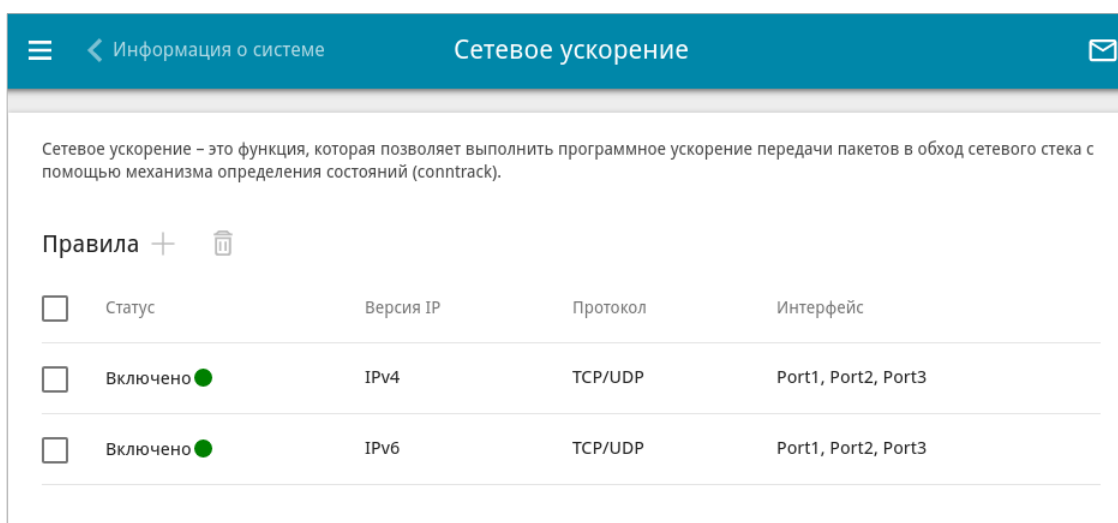 Информация о системе
Сетевое ускорение
Сетевое ускорение – это функция, которая позволяет выполнить программное ускорение передачи пакетов в обход сетевого стека с
помощью механизма определения состояний (conntrack).
Правила
Статус Версия IP Протокол Интерфейс
Включено IPv4 TCP/UDP Port1, Port2, Port3
Включено IPv6 TCP/UDP Port1, Port2, Port3